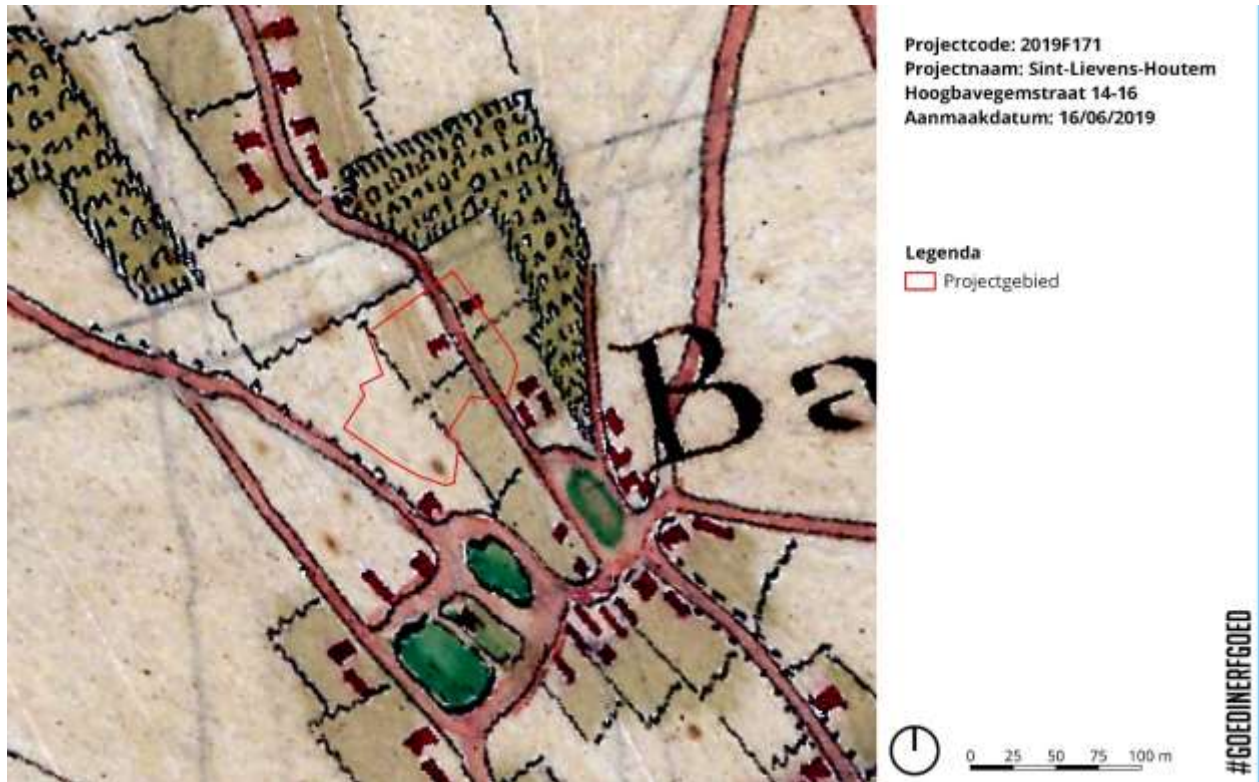 Projectcode: 2019F171
Projectnaam: Sint-Lievens-Houtem
Hoogbavegemstraat 14-16
Aanmaakdatum: 16/06/2019
Legenda
Projectgebied
Ba
0 25 50 75 100 m
#GOEDINERFGOED